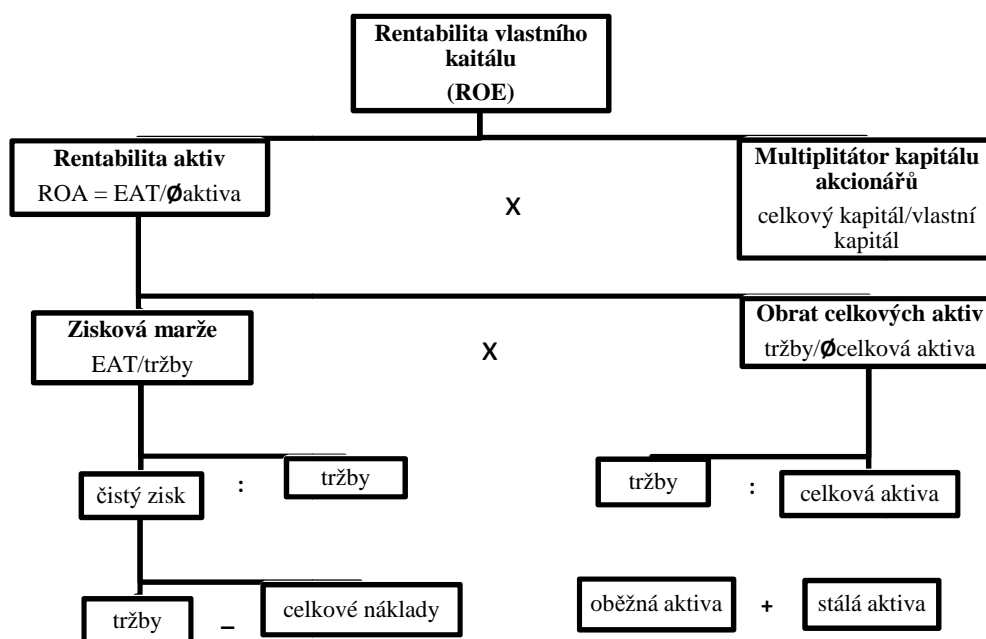 Rentabilita vlastního
kaitálu
(ROE)
Rentabilita aktiv
ROA = EAT/Øaktiva
X
Multiplitátor kapitálu
akcionářů
celkový kapitál/vlastní
kapitál
Zisková marže
EAT/tržby
X
Obrat celkových aktiv
tržby/Øcelková aktiva
čistý zisk
:
tržby
tržby
:
celková aktiva
tržby
–
celkové náklady
oběžná aktiva
+
stálá aktiva